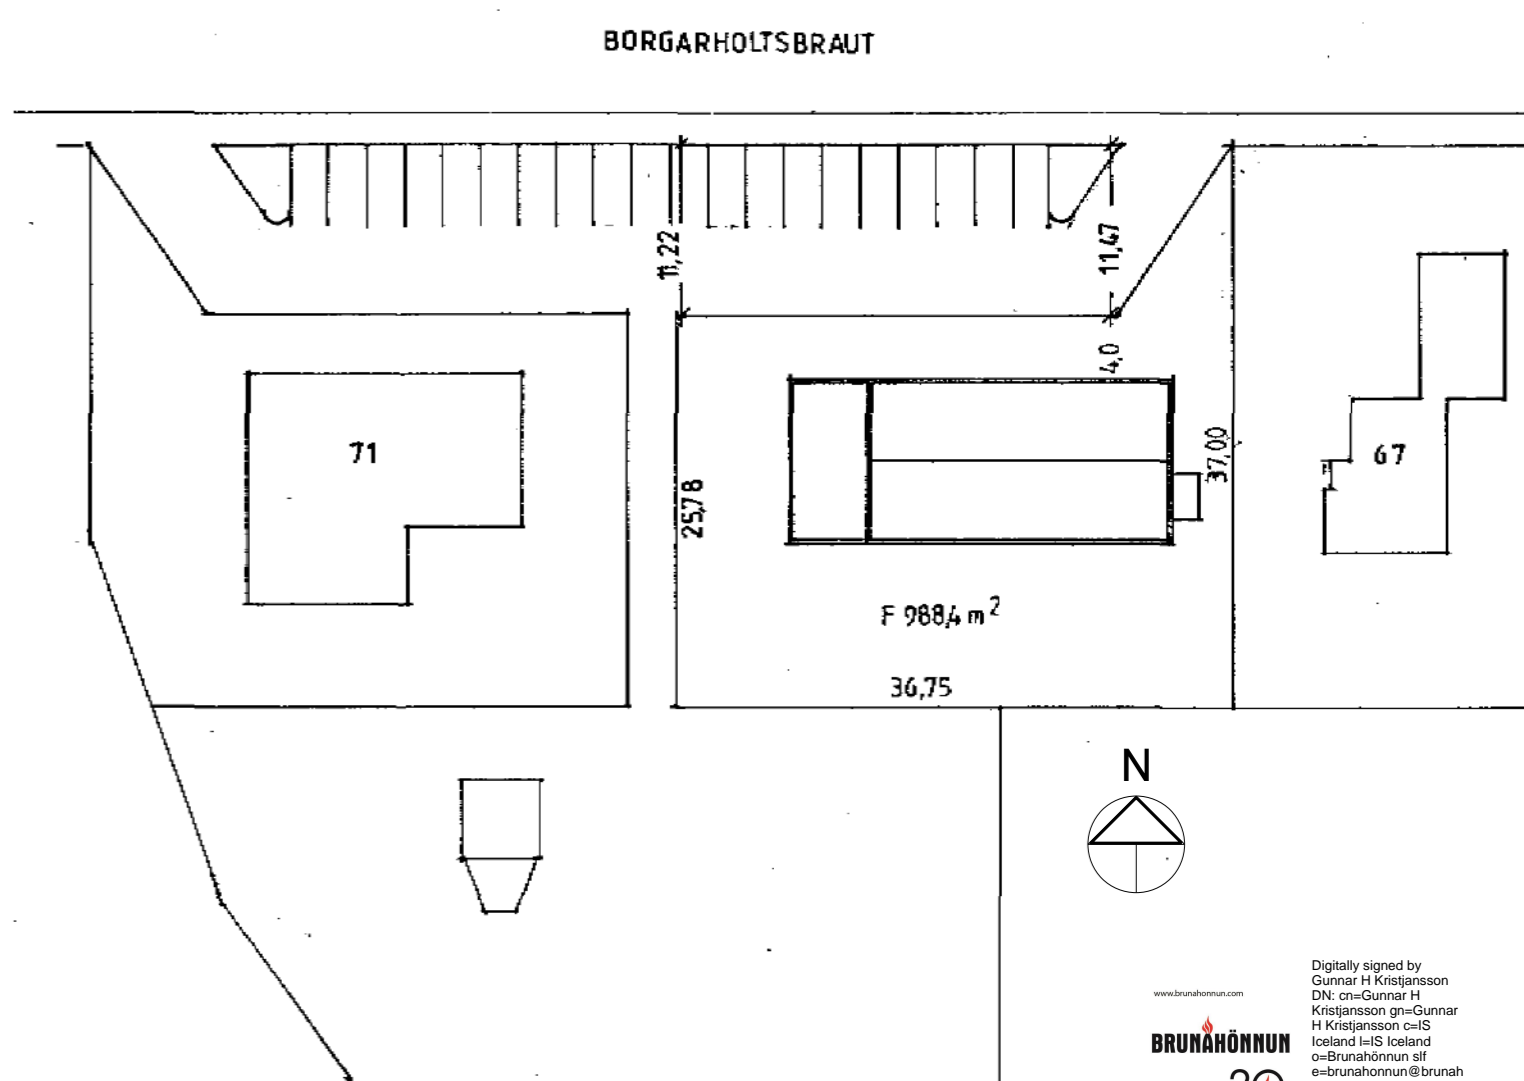 BORGARHOLTSBRAUT
11,22
11,47
4,0
71
25,78
37,00
67
F 988,4 m²
36,75
N
www.brunahonnun.com
BRUNAHÖNNUN
Digitally signed by
Gunnar H Kristjansson
DN: cn=Gunnar H
Kristjansson gn=Gunnar
H Kristjansson c=IS
Iceland l=IS Iceland
o=Brunahönnun slf
e=brunahonnun@brunah